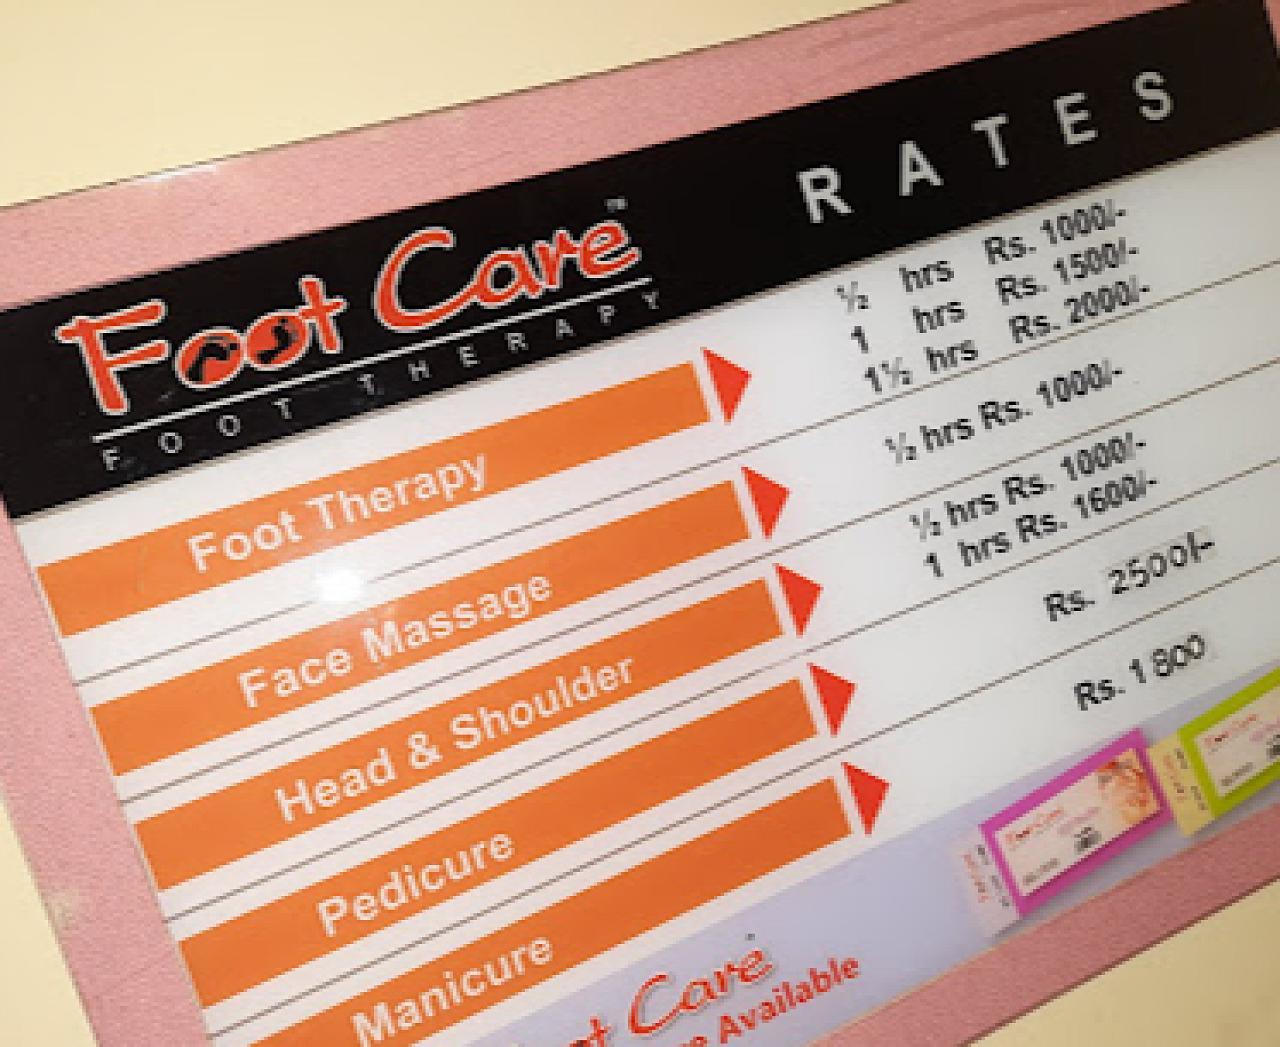 Foot Care™
FOOT THERAPY
RATES
Foot Therapy
½ hrs Rs. 1000/-
1 hrs Rs. 1500/-
1½ hrs Rs. 2000/-
Face Massage
½ hrs Rs. 1000/-
Head & Shoulder
½ hrs Rs. 1000/-
1 hrs Rs. 1600/-
Pedicure
Rs. 2500/-
Manicure
Rs. 1800
Care
Available